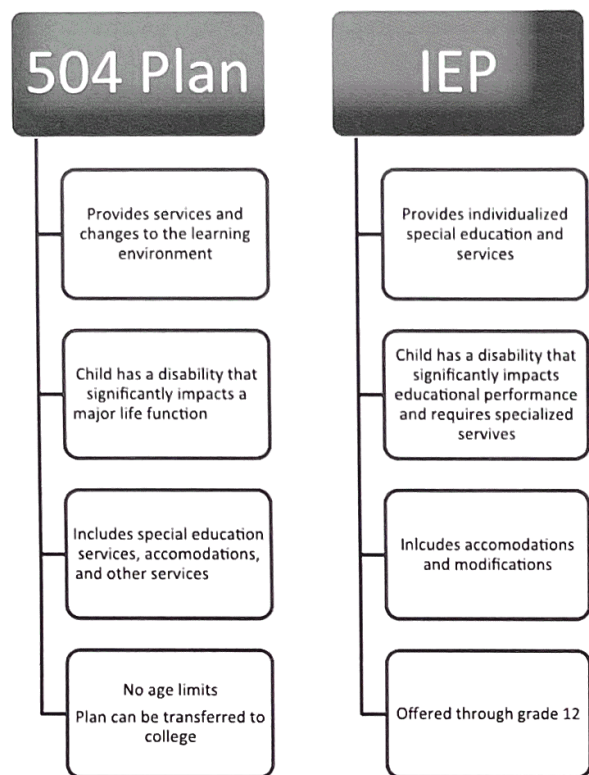 504 Plan
Provides services and
changes to the learning
environment
Child has a disability that
significantly impacts a
major life function
Includes special education
services, accomodations,
and other services
No age limits
Plan can be transferred to
college
IEP
Provides individualized
special education and
services
Child has a disability that
significantly impacts
educational performance
and requires specialized
servives
Inlcudes accomodations
and modifications
Offered through grade 12